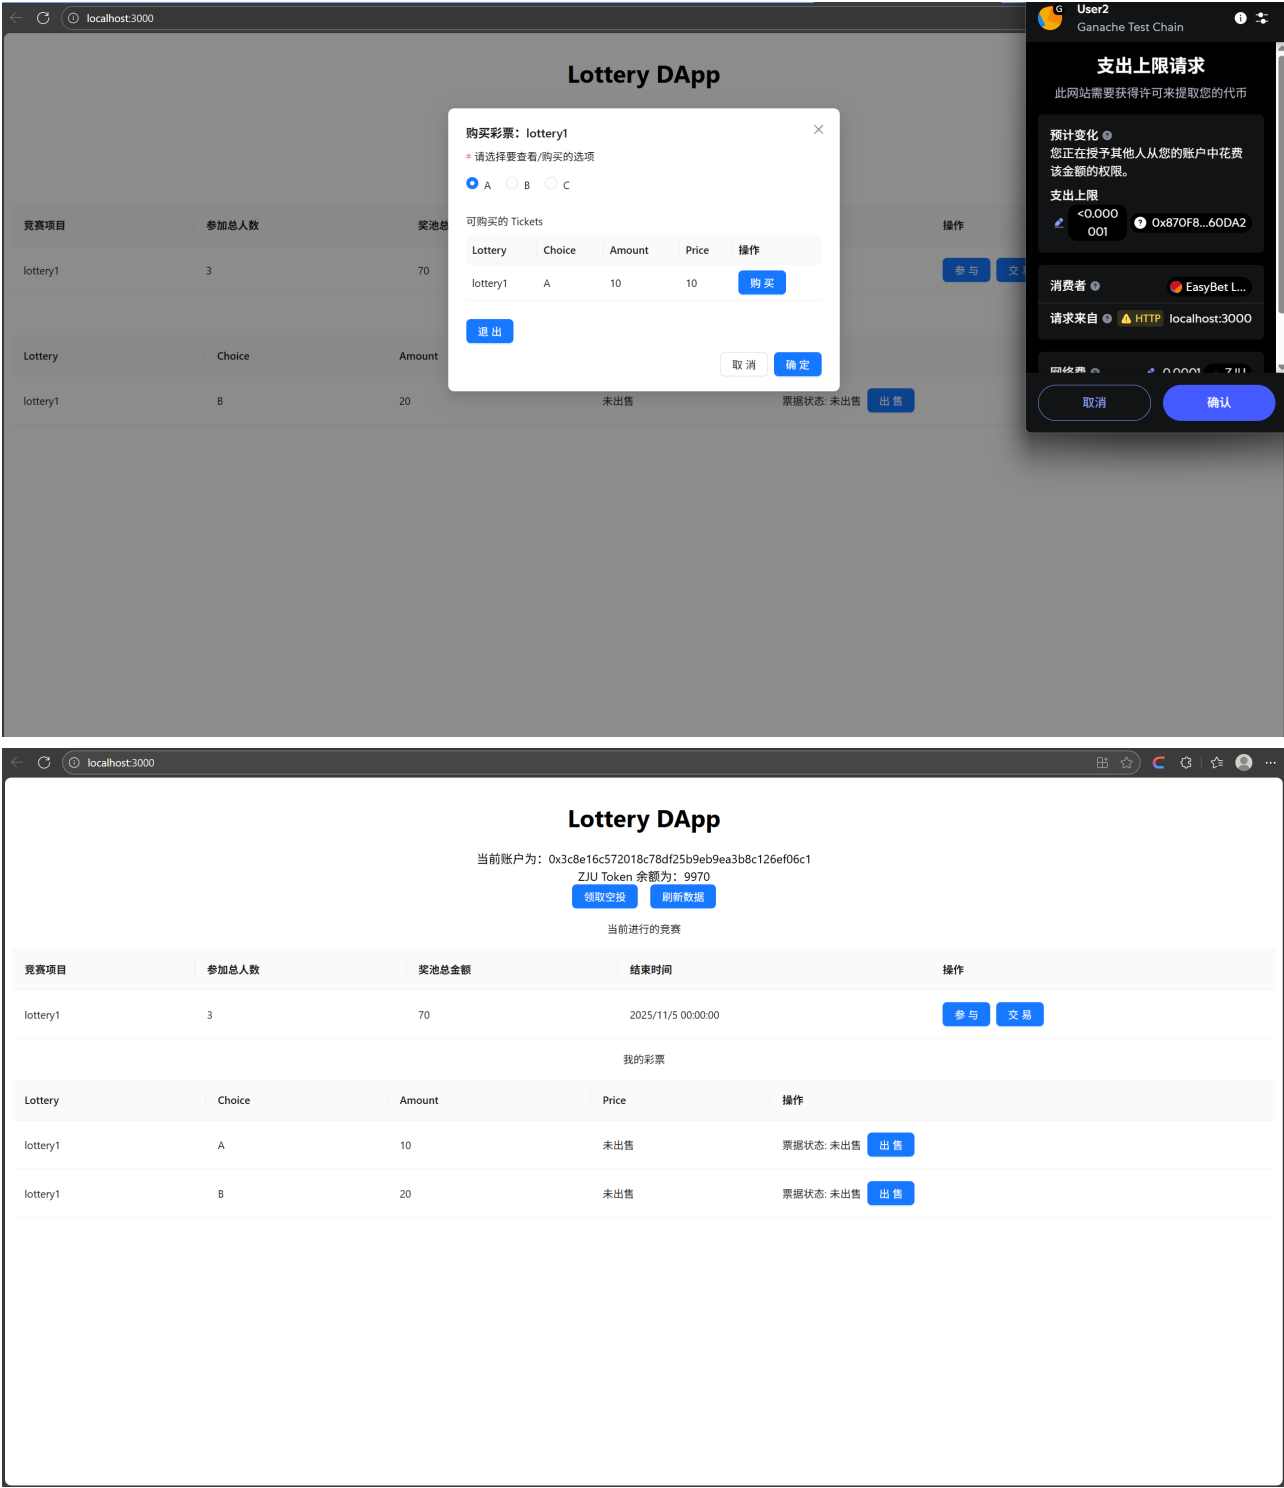 localhost:3000
Lottery DApp
购买彩票：lottery1
* 请选择要查看/购买的选项
A B C
可购买的 Tickets
Lottery Choice Amount Price 操作
lottery1 A 10 10 购 买
退 出
取 消 确 定
竞赛项目 参加总人数 奖池总 操作
lottery1 3 70 参 与 交
Lottery Choice Amount
lottery1 B 20 未出售 票据状态: 未出售 出 售
G User2
Ganache Test Chain
支出上限请求
此网站需要获得许可来提取您的代币
预计变化
您正在授予其他人从您的账户中花费
该金额的权限。
支出上限
<0.000
001
0x870F8...60DA2
消费者 EasyBet L...
请求来自 HTTP localhost:3000
网络费 0.0001 ZJU
取消 确认
localhost:3000
Lottery DApp
当前账户为：0x3c8e16c572018c78df25b9eb9ea3b8c126ef06c1
ZJU Token 余额为：9970
领取空投 刷新数据
当前进行的竞赛
竞赛项目 参加总人数 奖池总金额 结束时间 操作
lottery1 3 70 2025/11/5 00:00:00 参 与 交 易
我的彩票
Lottery Choice Amount Price 操作
lottery1 A 10 未出售 票据状态: 未出售 出 售
lottery1 B 20 未出售 票据状态: 未出售 出 售